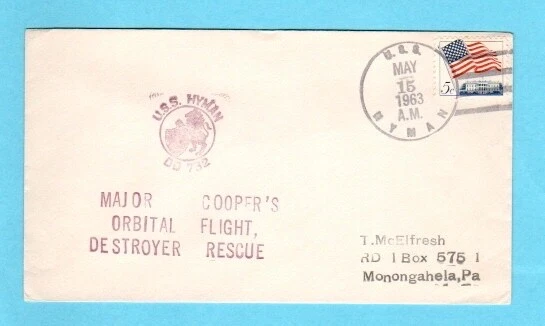 U.S.S. HYMAN
DD 732
U.S.S.
MAY
15
1963
A.M.
HYMAN
5c
MAJOR COOPER'S
ORBITAL FLIGHT,
DESTROYER RESCUE
T.McElfresh
RD 1 Box 575 1
Monongahela,Pa